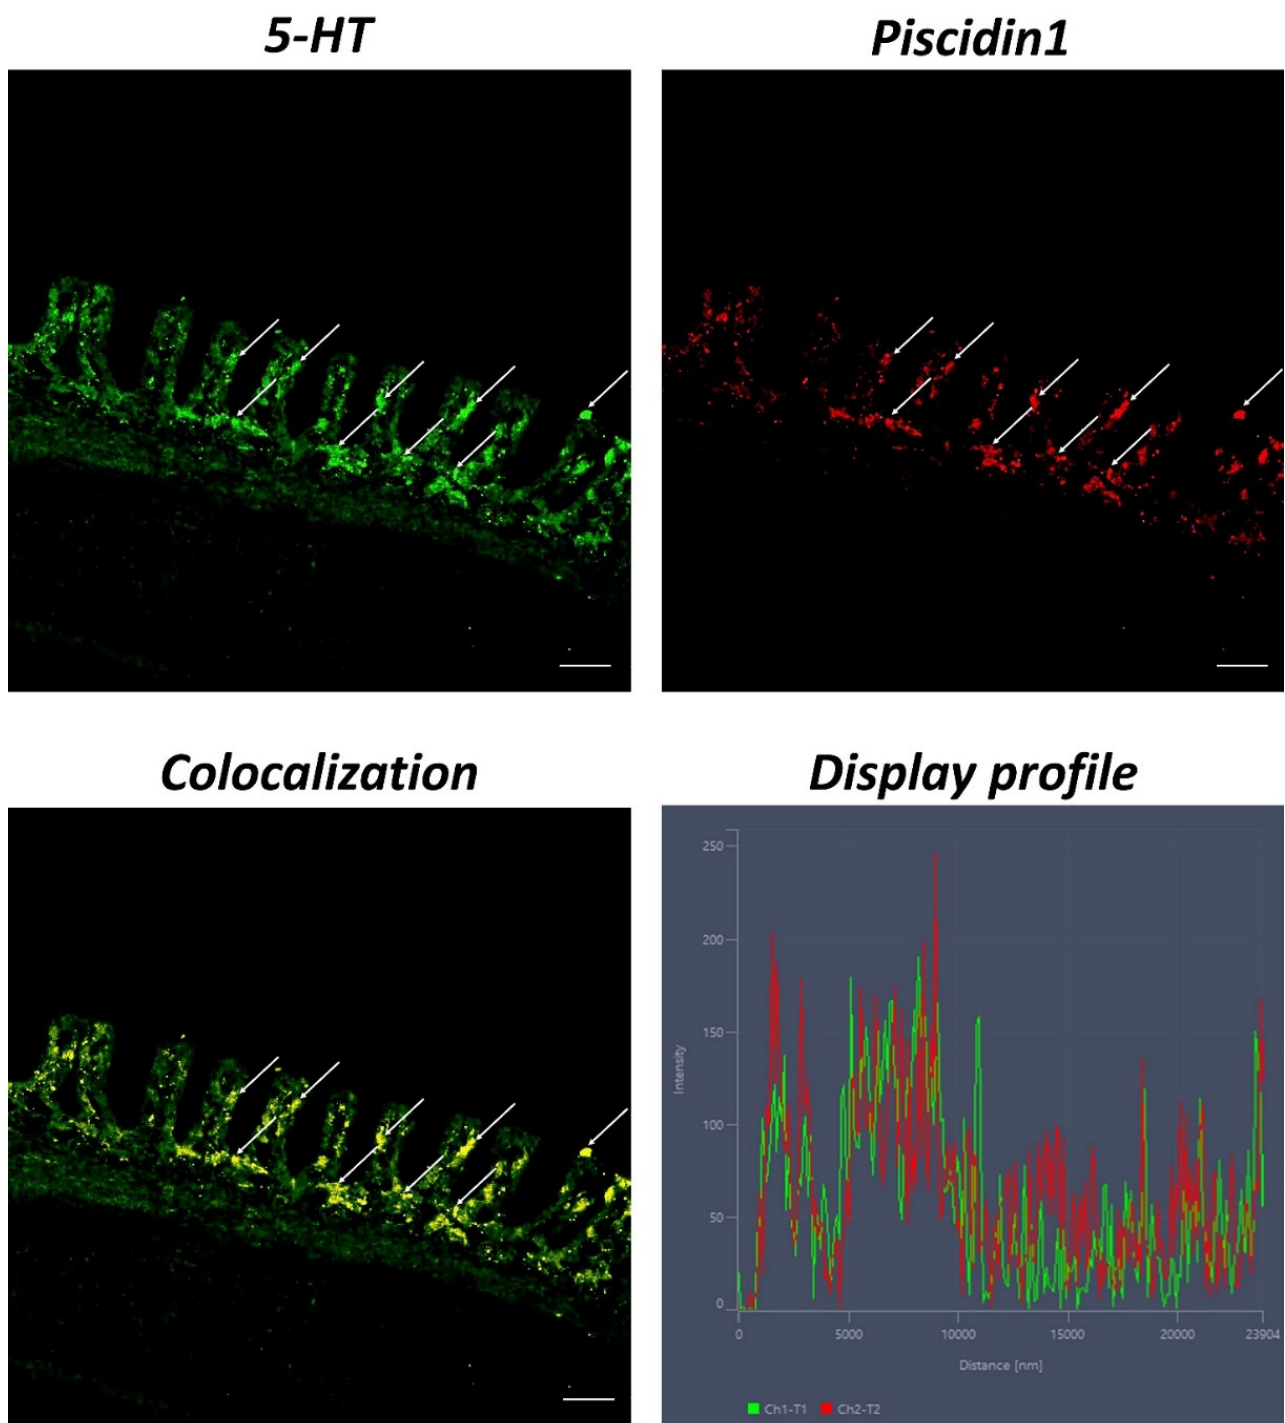 5-HT
Piscidin1
Colocalization
Display profile
250
200
150
100
50
0
Intensity
0 5000 10000 15000 20000 23904
Distance [nm]
Ch1-T1 Ch2-T2